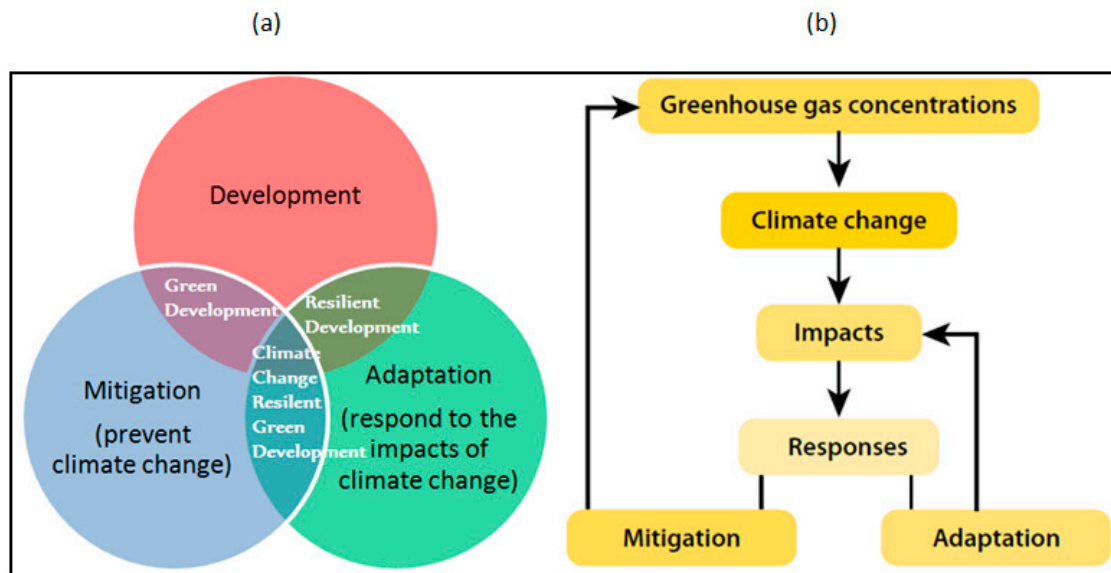 (a)
(b)
Development
Green
Development
Resilient
Development
Climate
Change
Resilent
Green
Development
Mitigation
(prevent
climate change)
Adaptation
(respond to the
impacts of
climate change)
Greenhouse gas concentrations
Climate change
Impacts
Responses
Mitigation
Adaptation